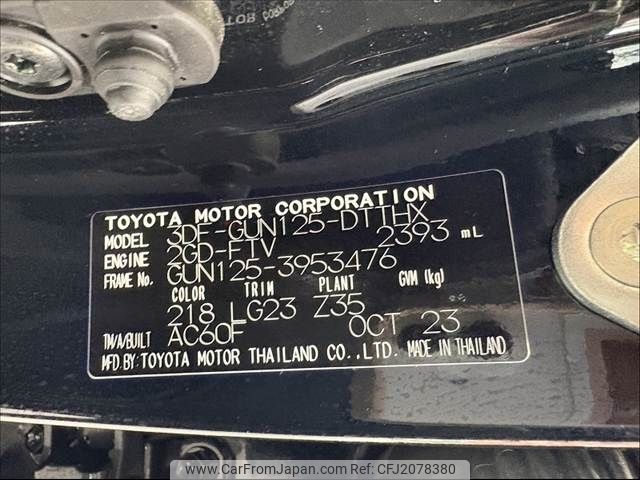 TOYOTA MOTOR CORPORATION
MODEL 3DF-GUN125-DTTHX
ENGINE 2GD-FTV 2393 mL
FRAME No. GUN125-3953476
COLOR TRIM PLANT GVM (kg)
218 LG23 Z35
TM/A/BUILT AC60F OCT 23
MFD.BY:TOYOTA MOTOR THAILAND CO.,LTD. MADE IN THAILAND
www.CarFromJapan.com | ID: CFJ2078380